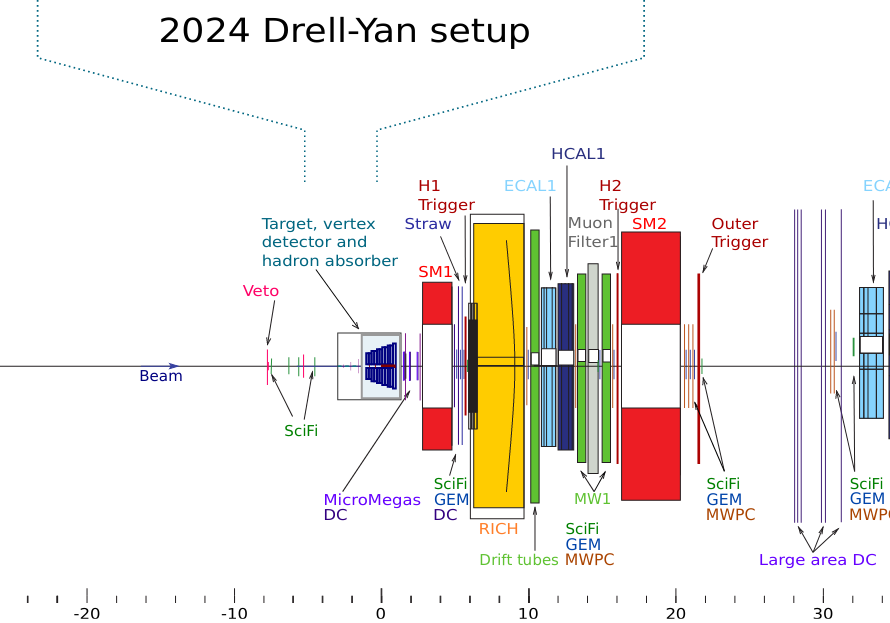 2024 Drell-Yan setup
HCAL1
H1
Trigger
ECAL1
H2
Trigger
ECA
Target, vertex
detector and
hadron absorber
Straw
Muon
Filter1
SM2
Outer
Trigger
H
SM1
Veto
Beam
SciFi
MicroMegas
DC
SciFi
GEM
DC
MW1
SciFi
GEM
MWPC
SciFi
GEM
MWPC
RICH
SciFi
GEM
MWPC
Drift tubes
Large area DC
-20
-10
0
10
20
30